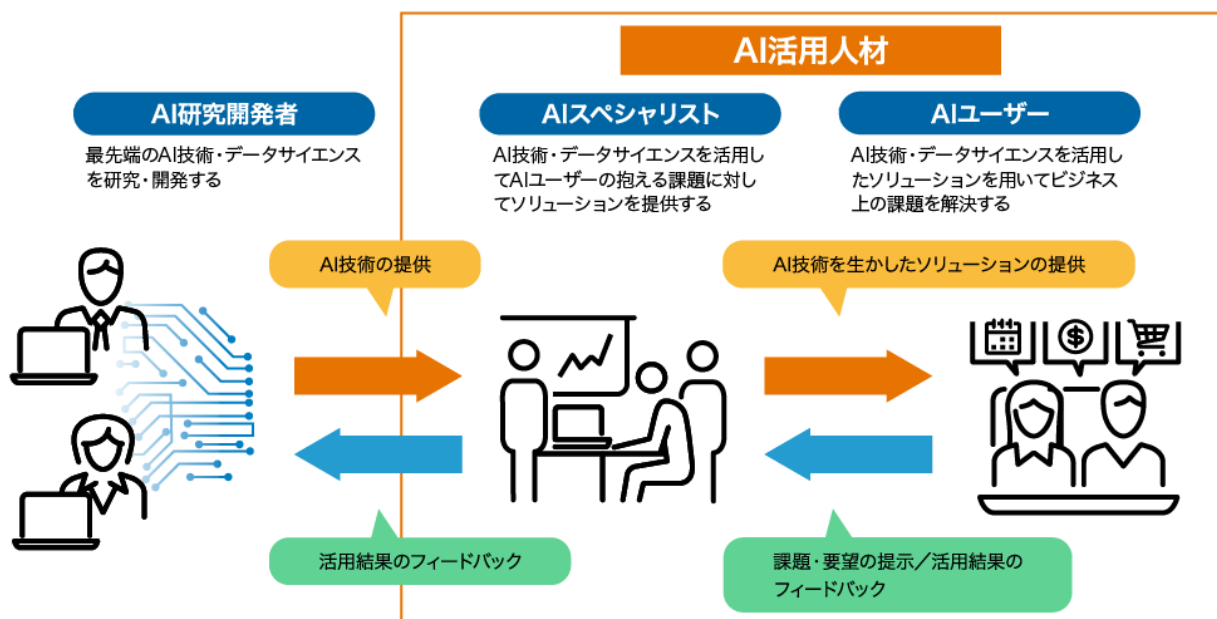 AI活用人材
AI研究開発者
最先端のAI技術・データサイエンス
を研究・開発する
AIスペシャリスト
AI技術・データサイエンスを活用し
てAIユーザーの抱える課題に対し
てソリューションを提供する
AIユーザー
AI技術・データサイエンスを活用し
たソリューションを用いてビジネス
上の課題を解決する
AI技術の提供
AI技術を生かしたソリューションの提供
$
活用結果のフィードバック
課題・要望の提示／活用結果の
フィードバック